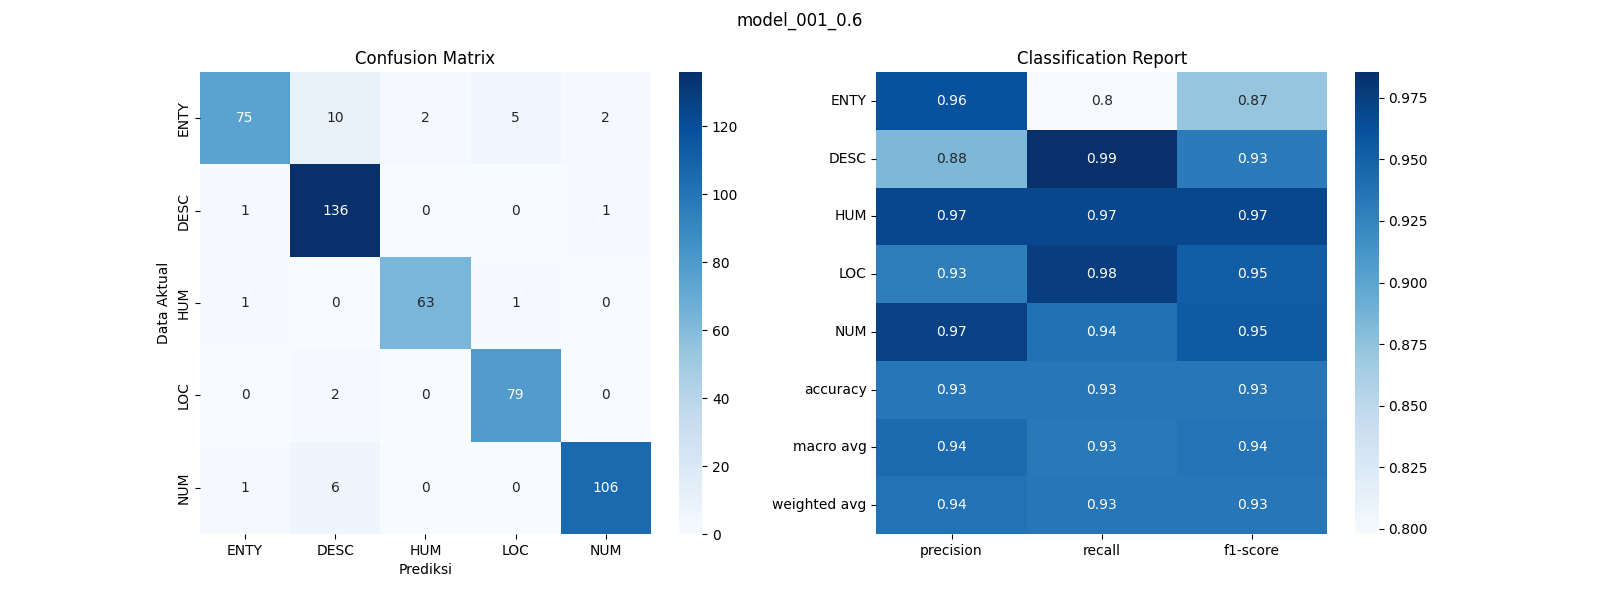 model_001_0.6
Confusion Matrix
Data Aktual
ENTY 75 10 2 5 2
DESC 1 136 0 0 1
HUM 1 0 63 1 0
LOC 0 2 0 79 0
NUM 1 6 0 0 106
ENTY DESC HUM LOC NUM
Prediksi
120
100
80
60
40
20
0
Classification Report
ENTY 0.96 0.8 0.87
DESC 0.88 0.99 0.93
HUM 0.97 0.97 0.97
LOC 0.93 0.98 0.95
NUM 0.97 0.94 0.95
accuracy 0.93 0.93 0.93
macro avg 0.94 0.93 0.94
weighted avg 0.94 0.93 0.93
precision recall f1-score
0.975
0.950
0.925
0.900
0.875
0.850
0.825
0.800